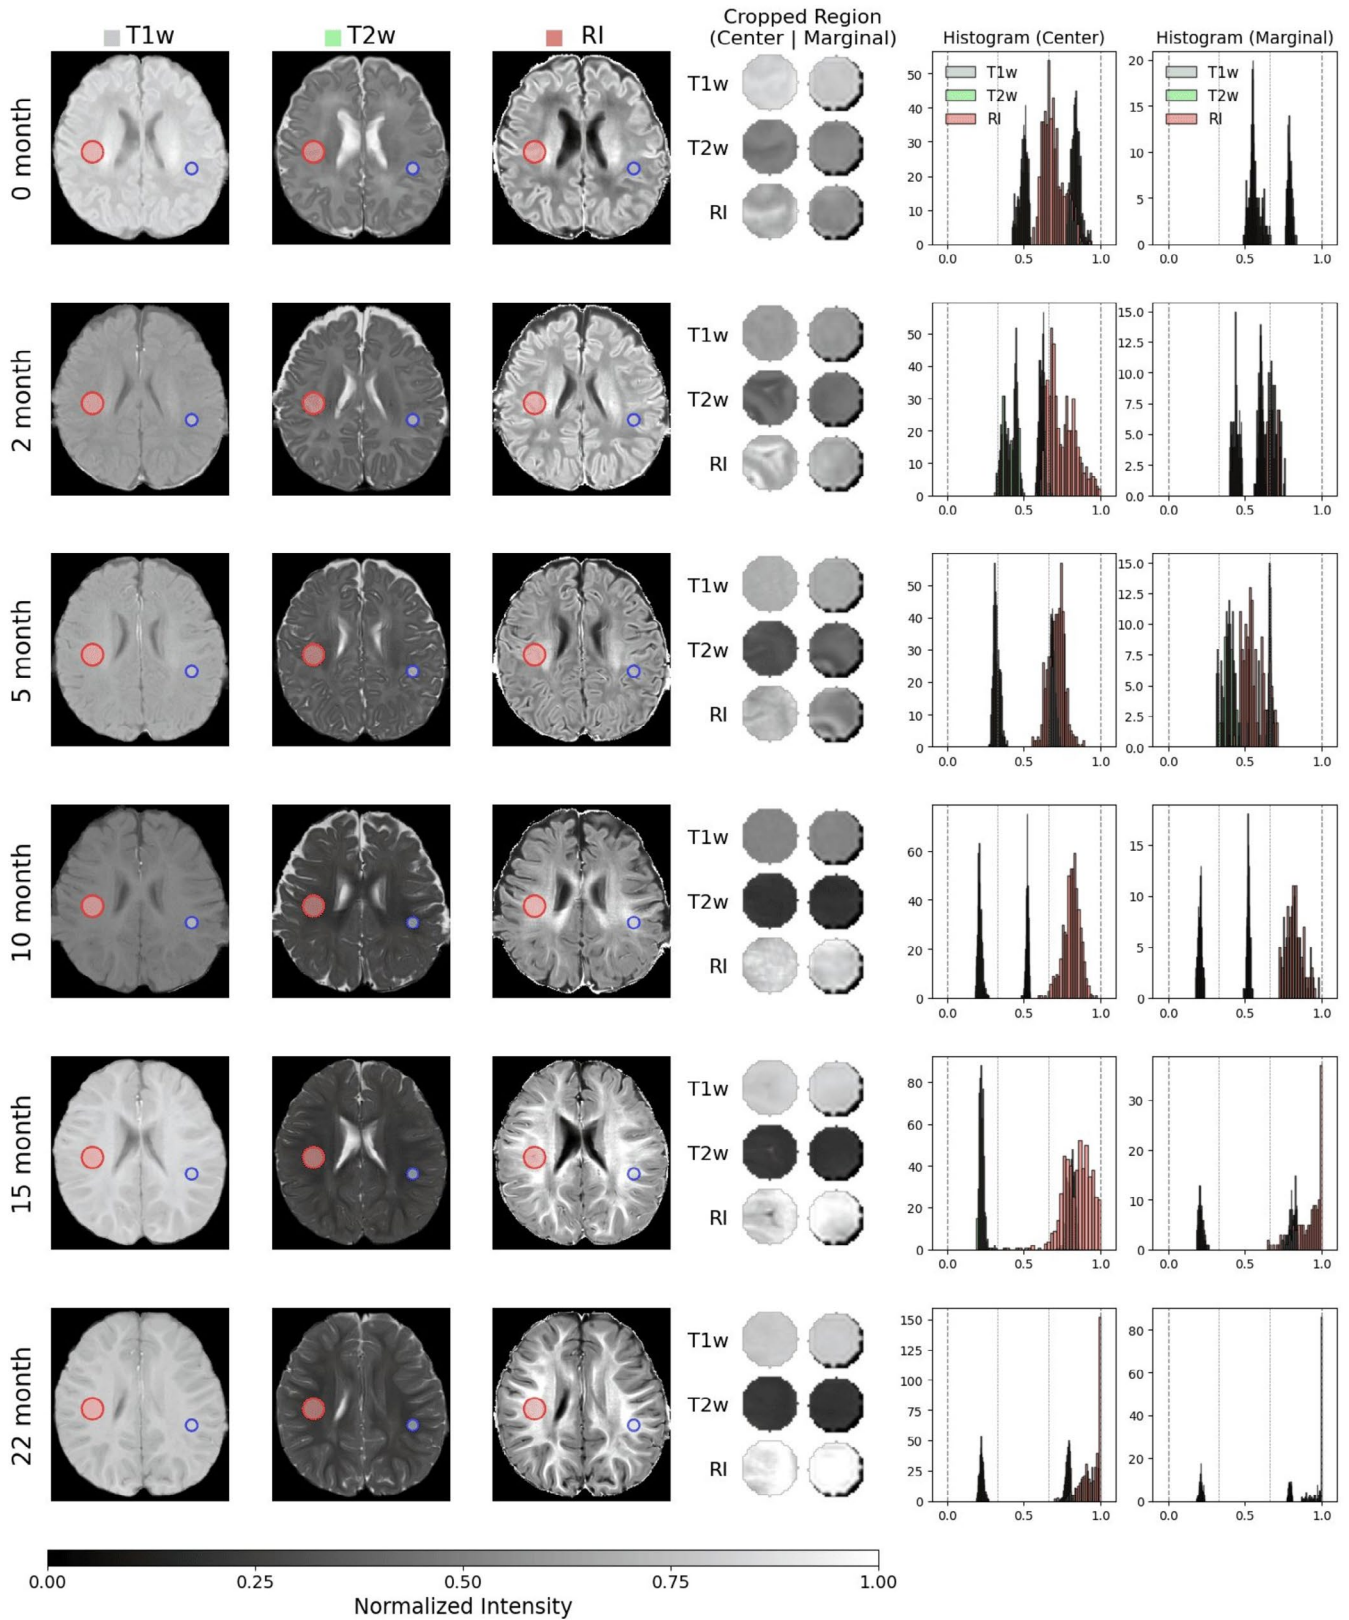 T1w T2w RI Cropped Region
(Center | Marginal) Histogram (Center) Histogram (Marginal)
0 month
T1w
T2w
RI
T1w
T2w
RI
50
40
30
20
10
0
0.0 0.5 1.0
T1w
T2w
RI
20
15
10
5
0
0.0 0.5 1.0
2 month
T1w
T2w
RI
50
40
30
20
10
0
0.0 0.5 1.0
15.0
12.5
10.0
7.5
5.0
2.5
0.0
0.0 0.5 1.0
5 month
T1w
T2w
RI
50
40
30
20
10
0
0.0 0.5 1.0
15.0
12.5
10.0
7.5
5.0
2.5
0.0
0.0 0.5 1.0
10 month
T1w
T2w
RI
60
40
20
0
0.0 0.5 1.0
15
10
5
0
0.0 0.5 1.0
15 month
T1w
T2w
RI
80
60
40
20
0
0.0 0.5 1.0
30
20
10
0
0.0 0.5 1.0
22 month
T1w
T2w
RI
150
125
100
75
50
25
0
0.0 0.5 1.0
80
60
40
20
0
0.0 0.5 1.0
0.00 0.25 0.50 0.75 1.00
Normalized Intensity